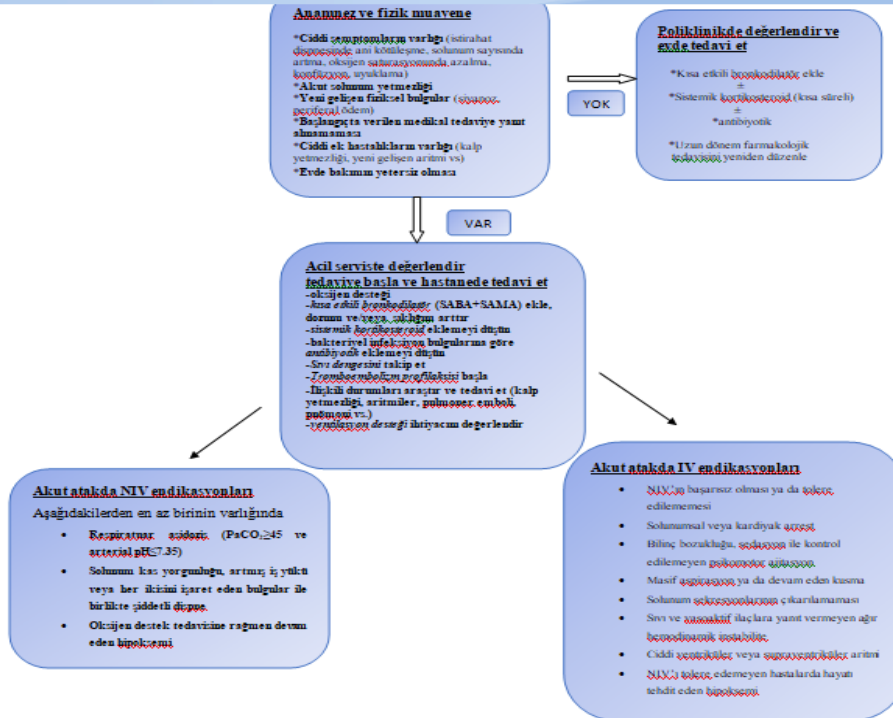 Anamnez ve fizik muayene
*Ciddi semptomların varlığı (istirahat
dispnesinde ani kötüleşme, solunum sayısında
artma, oksijen saturasyonunda azalma,
konfüzyon, uyuklama)
*Akut solunum yetmezliği
*Yeni gelişen fiziksel bulgular (siyanoz,
periferal ödem)
*Başlangıçta verilen medikal tedaviye yanıt
alınamaması
*Ciddi ek hastalıkların varlığı (kalp
yetmezliği, yeni gelişen aritmi vs)
*Evde bakımın yetersiz olması
YOK
Poliklinikde değerlendir ve
evde tedavi et
*Kısa etkili bronkodilatör ekle
±
*Sistemik kortikosteroid (kısa süreli)
±
*antibiyotik
*Uzun dönem farmakolojik
tedavisini yeniden düzenle
VAR
Acil serviste değerlendir
tedaviye başla ve hastanede tedavi et
-oksijen desteği
-kısa etkili bronkodilatör (SABA+SAMA) ekle,
dozunu ve/veya sıklığını arttır
-sistemik kortikosteroid eklemeyi düşün
-bakteriyel infeksiyon bulgularına göre
antibiyotik eklemeyi düşün
-Sıvı dengesini takip et
-Tromboembolizm profilaksisi başla
-İlişkili durumları araştır ve tedavi et (kalp
yetmezliği, aritmiler, pulmoner emboli,
pnömoni vs.)
-ventilasyon desteği ihtiyacını değerlendir
Akut atakda NIV endikasyonları
Aşağıdakilerden en az birinin varlığında
• Respiratuar asidoris (PaCO₂≥45 ve
arterial pH≤7.35)
• Solunum kas yorgunluğu, artmış iş yükü
veya her ikisini işaret eden bulgular ile
birlikte şiddetli dispne
• Oksijen destek tedavisine rağmen devam
eden hipoksemi
Akut atakda IV endikasyonları
• NIV'in başarısız olması ya da tolere
edilememesi
• Solunumsal veya kardiyak arrest
• Bilinç bozukluğu, sedasyon ile kontrol
edilemeyen psikomotor ajitasyon
• Masif aspirasyon ya da devam eden kusma
• Solunum sekresyonlarının çıkarılamaması
• Sıvı ve vasoaktif ilaçlara yanıt vermeyen ağır
hemodinamik instabilite
• Ciddi ventriküler veya supraventriküler aritmi
• NIV'ı tolere edemeyen hastalarda hayatı
tehdit eden hipoksemi